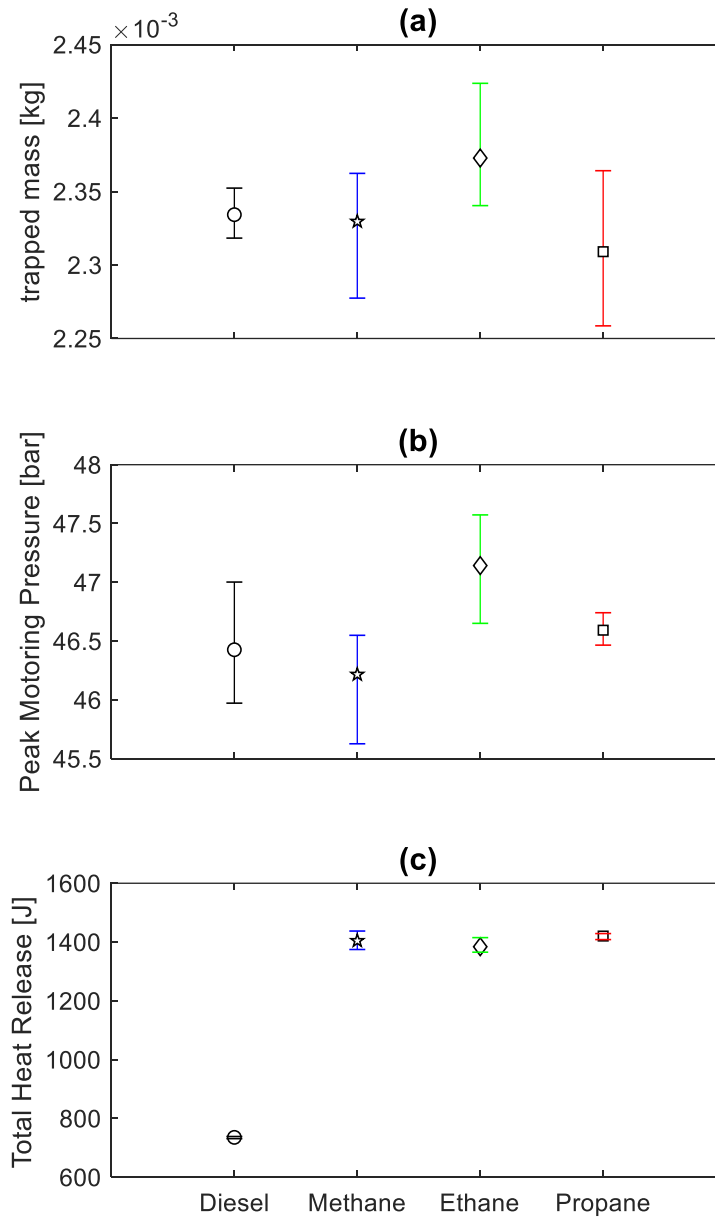 (a)
× 10-3
trapped mass [kg]
2.45
2.4
2.35
2.3
2.25
(b)
Peak Motoring Pressure [bar]
48
47.5
47
46.5
46
45.5
(c)
Total Heat Release [J]
1600
1400
1200
1000
800
600
Diesel Methane Ethane Propane